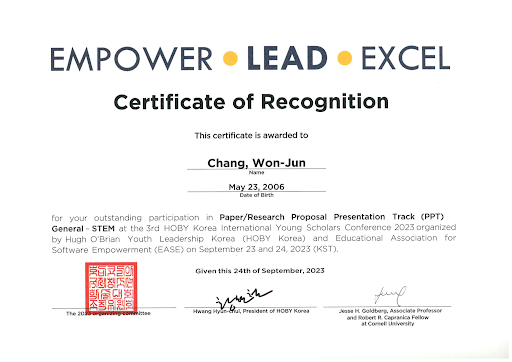 EMPOWER • LEAD • EXCEL
Certificate of Recognition
This certificate is awarded to
Chang, Won-Jun
Name
May 23, 2006
Date of Birth
for your outstanding participation in Paper/Research Proposal Presentation Track (PPT)
General - STEM at the 3rd HOBY Korea International Young Scholars Conference 2023 organized
by Hugh O'Brian Youth Leadership Korea (HOBY Korea) and Educational Association for
Software Empowerment (EASE) on September 23 and 24, 2023 (KST).
Given this 24th of September, 2023
The 2023 organizing committee
Hwang Hyun-chul, President of HOBY Korea
Jesse H. Goldberg, Associate Professor
and Robert R. Capranica Fellow
at Cornell University